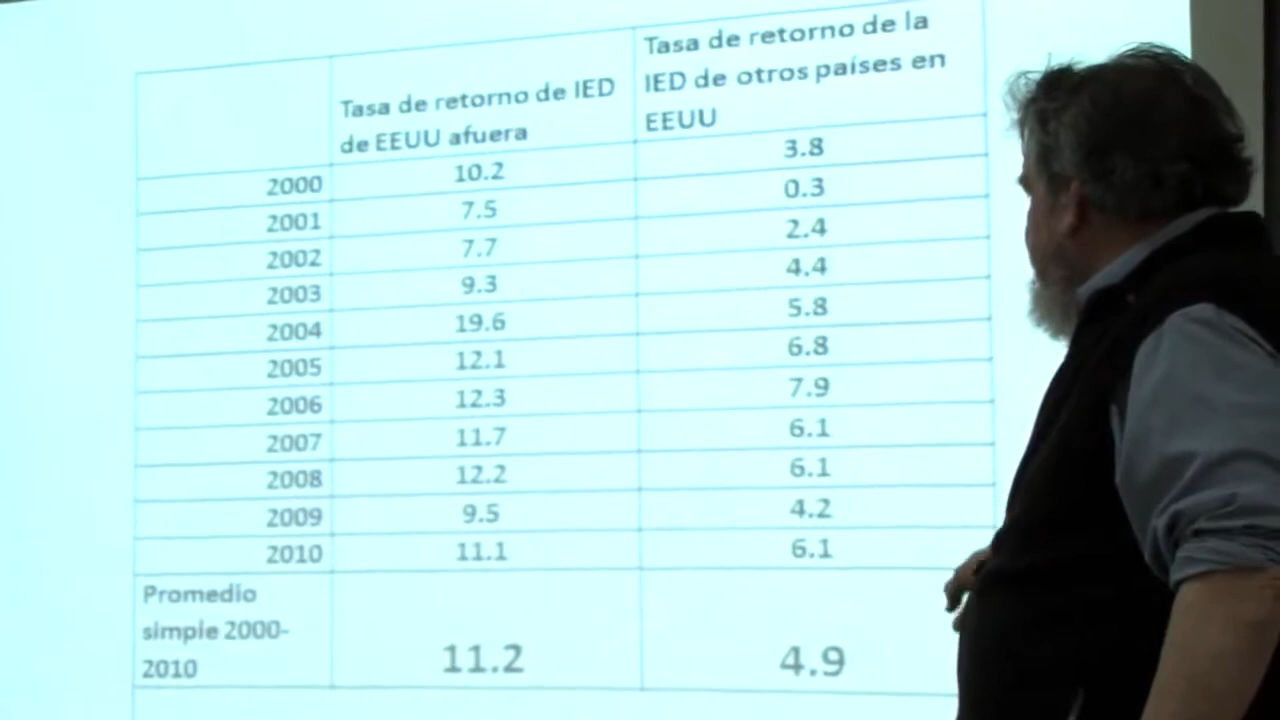 Tasa de retorno de IED
de EEUU afuera
Tasa de retorno de la
IED de otros países en
EEUU
2000 10.2 3.8
2001 7.5 0.3
2002 7.7 2.4
2003 9.3 4.4
2004 19.6 5.8
2005 12.1 6.8
2006 12.3 7.9
2007 11.7 6.1
2008 12.2 6.1
2009 9.5 4.2
2010 11.1 6.1
Promedio
simple 2000-
2010 11.2 4.9